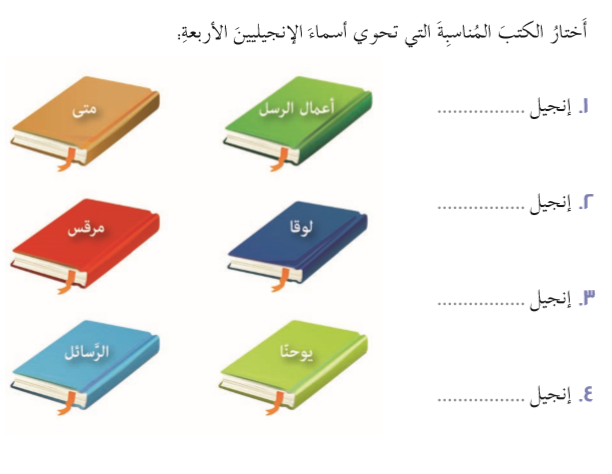 أَختارُ الكتبَ المُناسِبةَ التي تحوي أسماءَ الإنجيليينَ الأربعةِ:
١. إنجيل .................
أعمال الرسل
متى
٢. إنجيل .................
لوقا
مرقس
٣. إنجيل .................
يوحنّا
الرَّسائل
٤. إنجيل .................